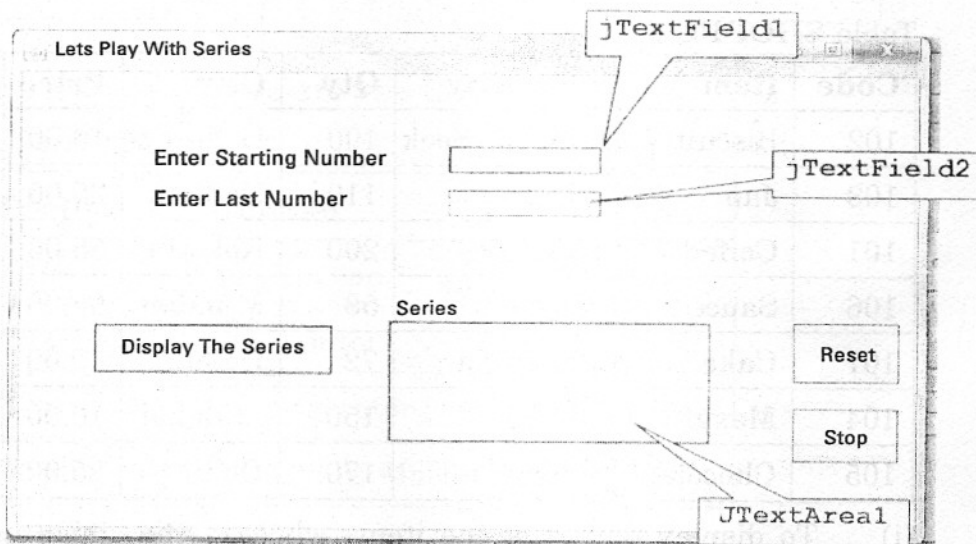 jTextField1
Lets Play With Series
Enter Starting Number
jTextField2
Enter Last Number
Series
Display The Series
Reset
Stop
JTextArea1